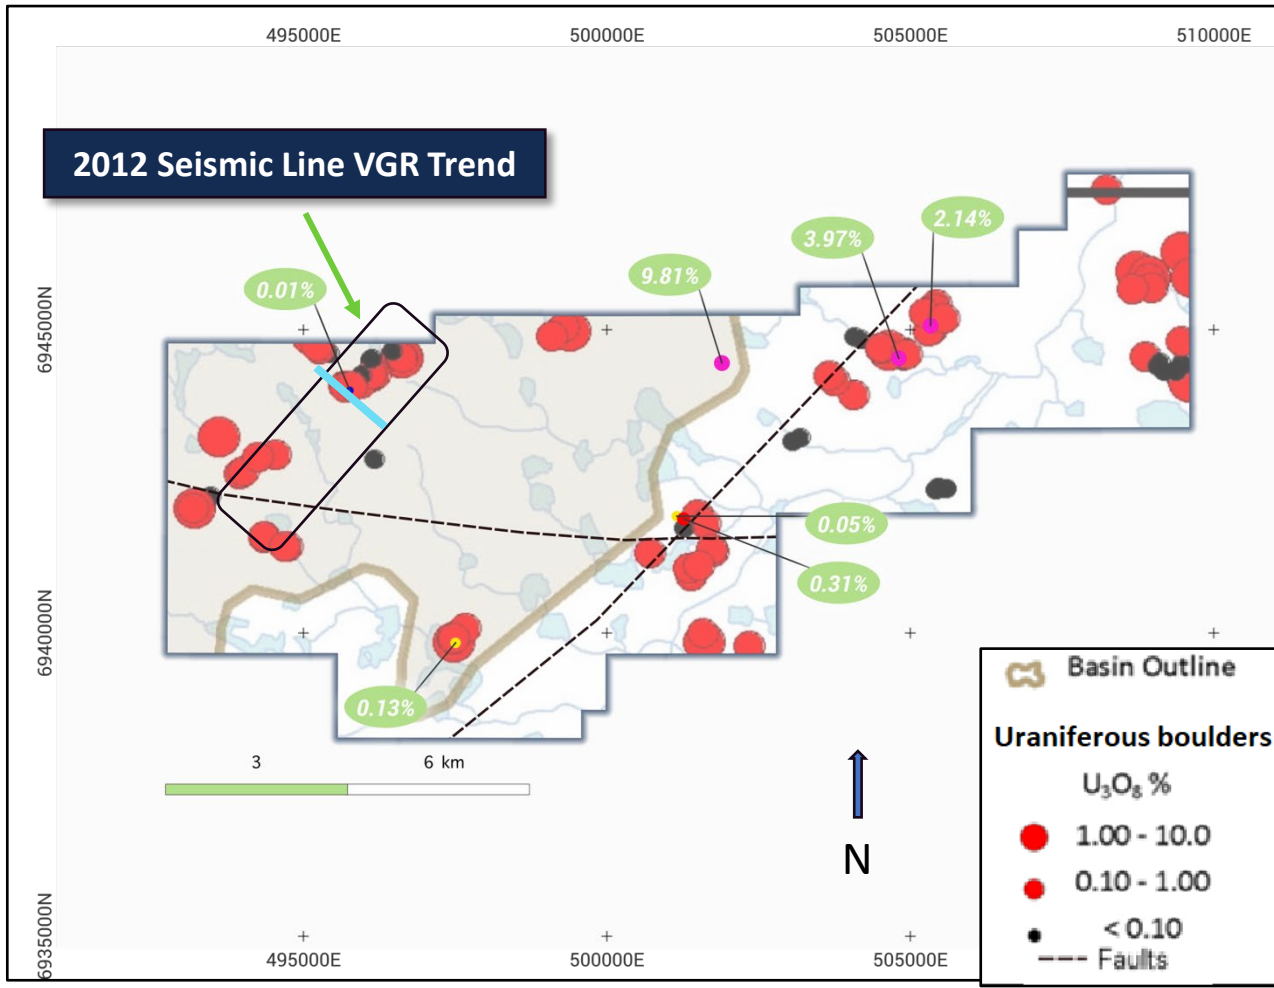 495000E
500000E
505000E
510000E
2012 Seismic Line VGR Trend
2.14%
3.97%
9.81%
0.01%
6945000N
0.05%
0.31%
6940000N
0.13%
3
6 km
N
6935000N
495000E
500000E
505000E
Basin Outline
Uraniferous boulders
U₃O₈ %
1.00 - 10.0
0.10 - 1.00
< 0.10
Faults